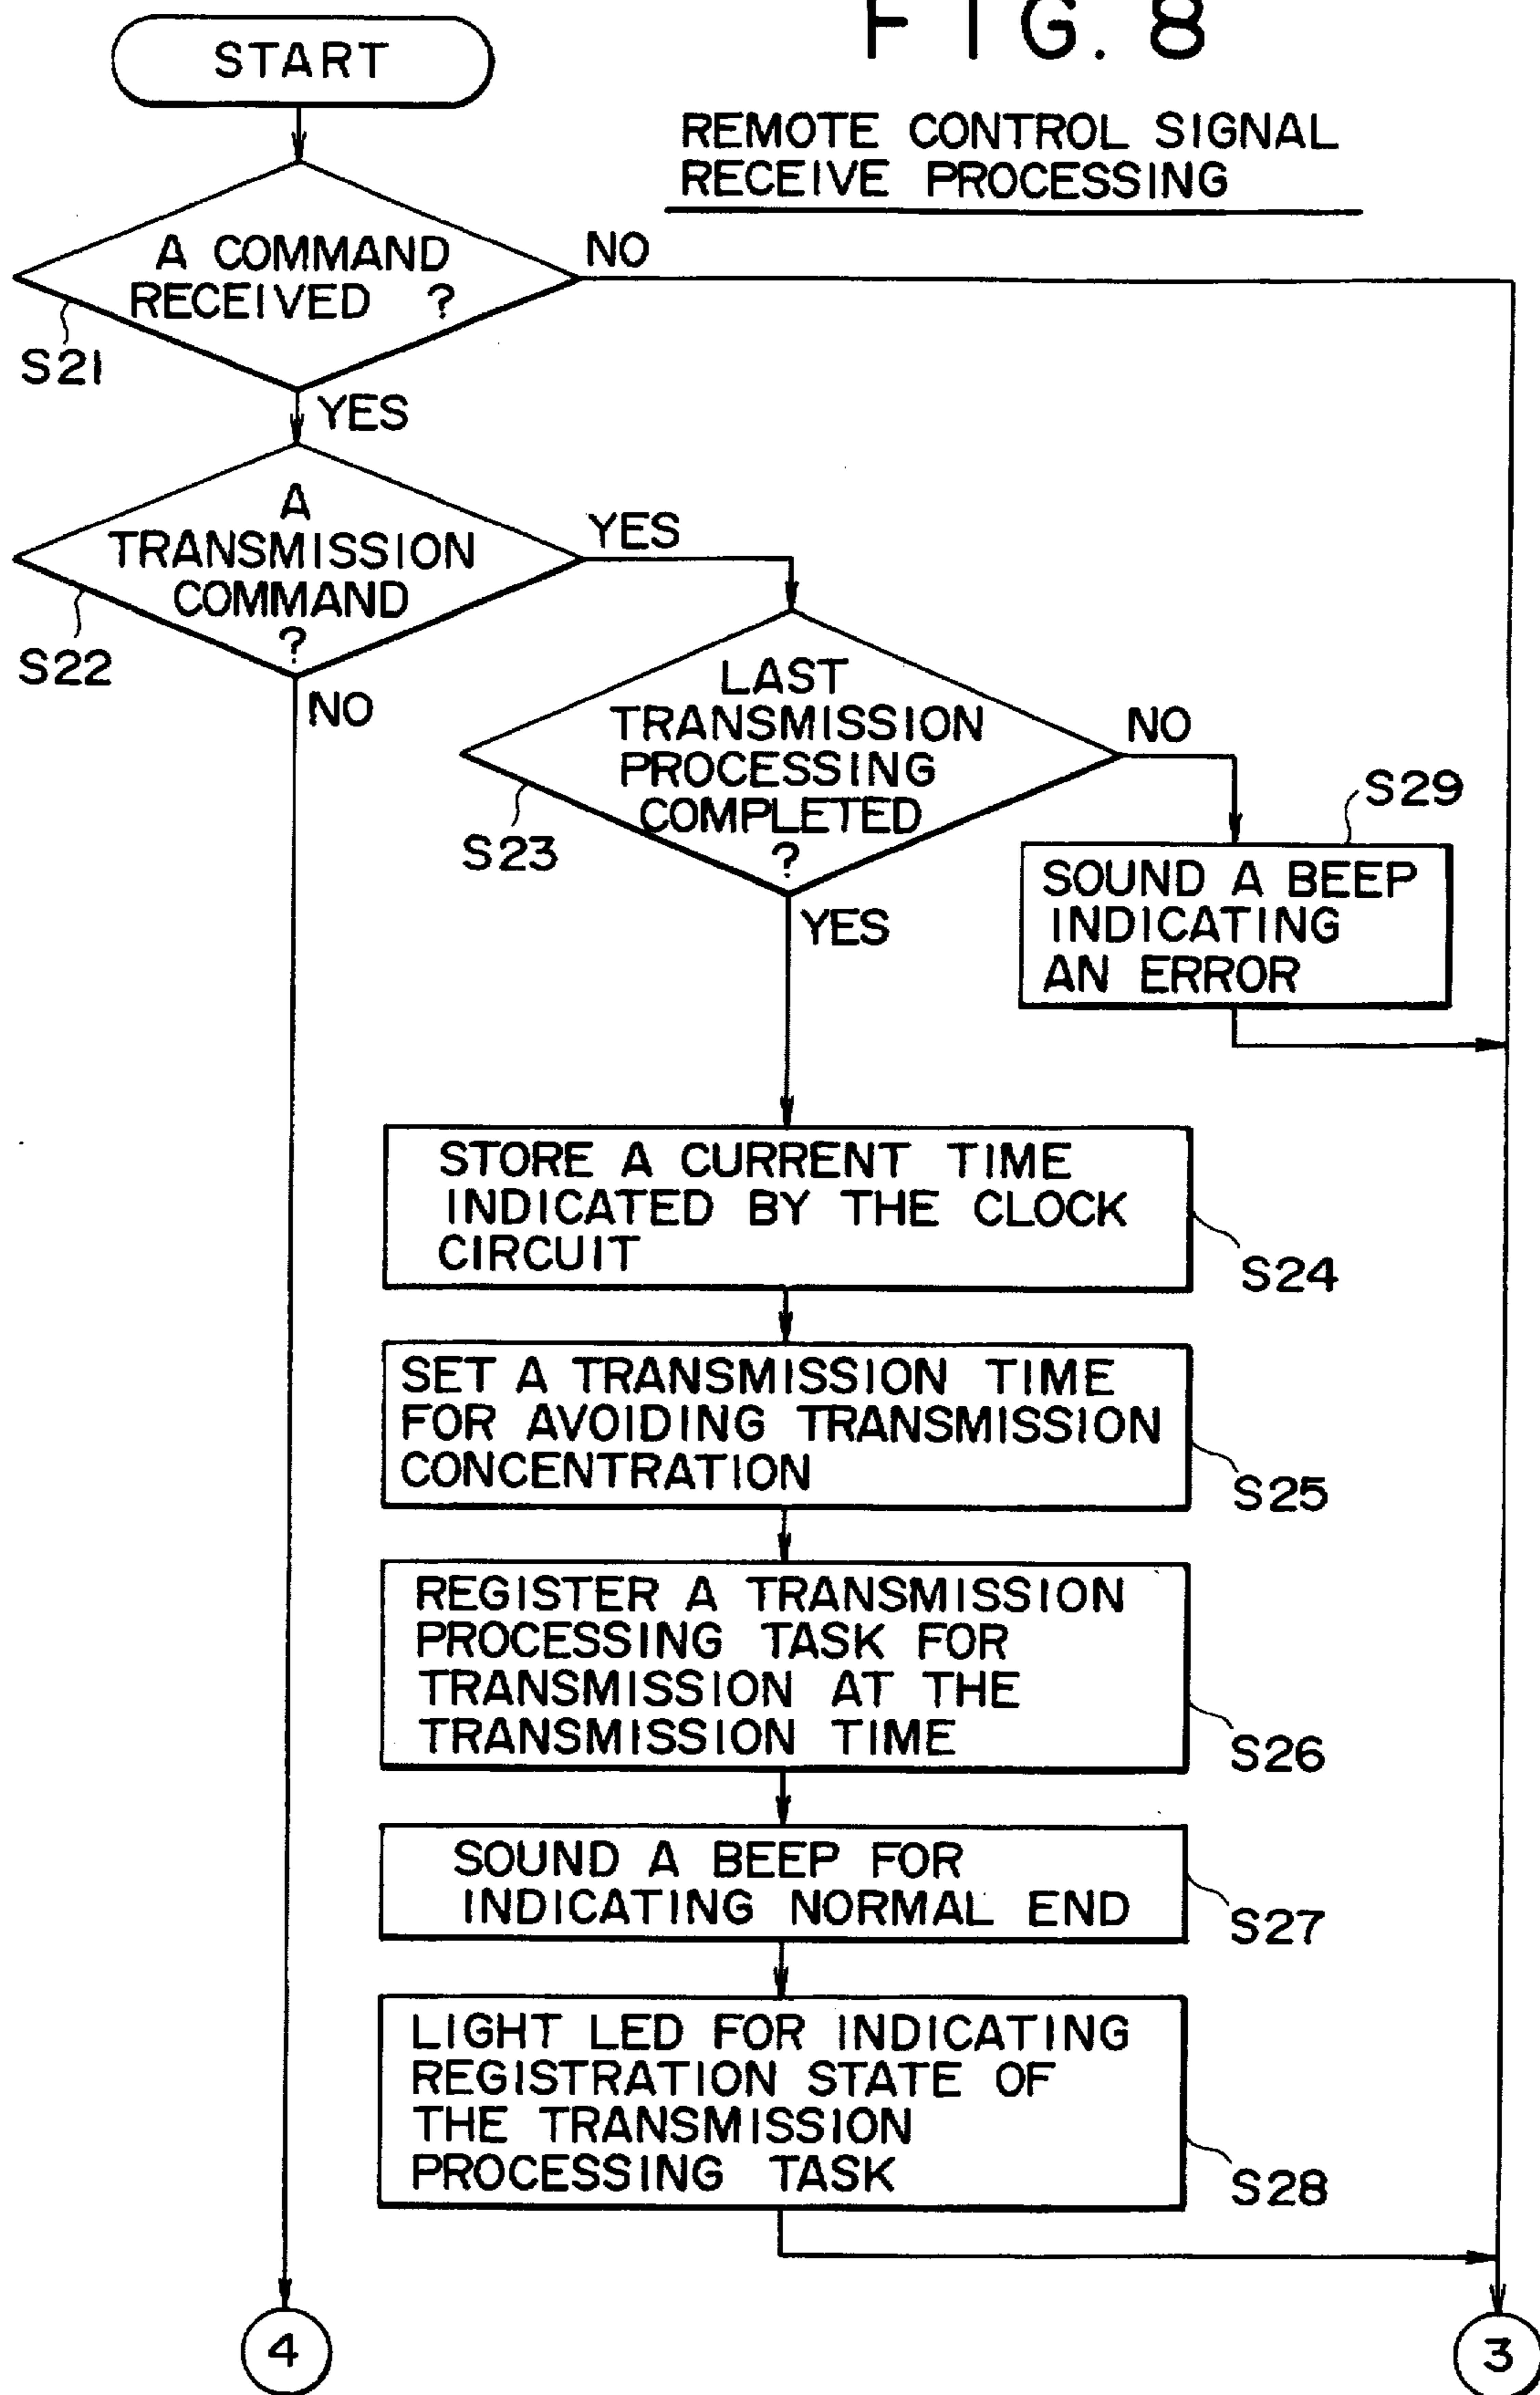 FIG. 8
REMOTE CONTROL SIGNAL
RECEIVE PROCESSING
START
A COMMAND
RECEIVED ?
NO
S21
YES
A
TRANSMISSION
COMMAND
?
YES
S22
NO
LAST
TRANSMISSION
PROCESSING
COMPLETED
?
NO
S23
YES
S29
SOUND A BEEP
INDICATING
AN ERROR
STORE A CURRENT TIME
INDICATED BY THE CLOCK
CIRCUIT
S24
SET A TRANSMISSION TIME
FOR AVOIDING TRANSMISSION
CONCENTRATION
S25
REGISTER A TRANSMISSION
PROCESSING TASK FOR
TRANSMISSION AT THE
TRANSMISSION TIME
S26
SOUND A BEEP FOR
INDICATING NORMAL END
S27
LIGHT LED FOR INDICATING
REGISTRATION STATE OF
THE TRANSMISSION
PROCESSING TASK
S28
4
3